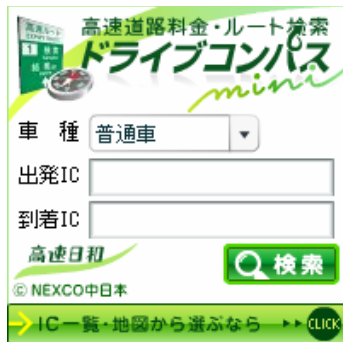 高速道路料金・ルート検索
ドライブコンパス
mini
車 種 普通車
出発IC
到着IC
高速日和
検索
© NEXCO中日本
IC一覧・地図から選ぶなら CLICK